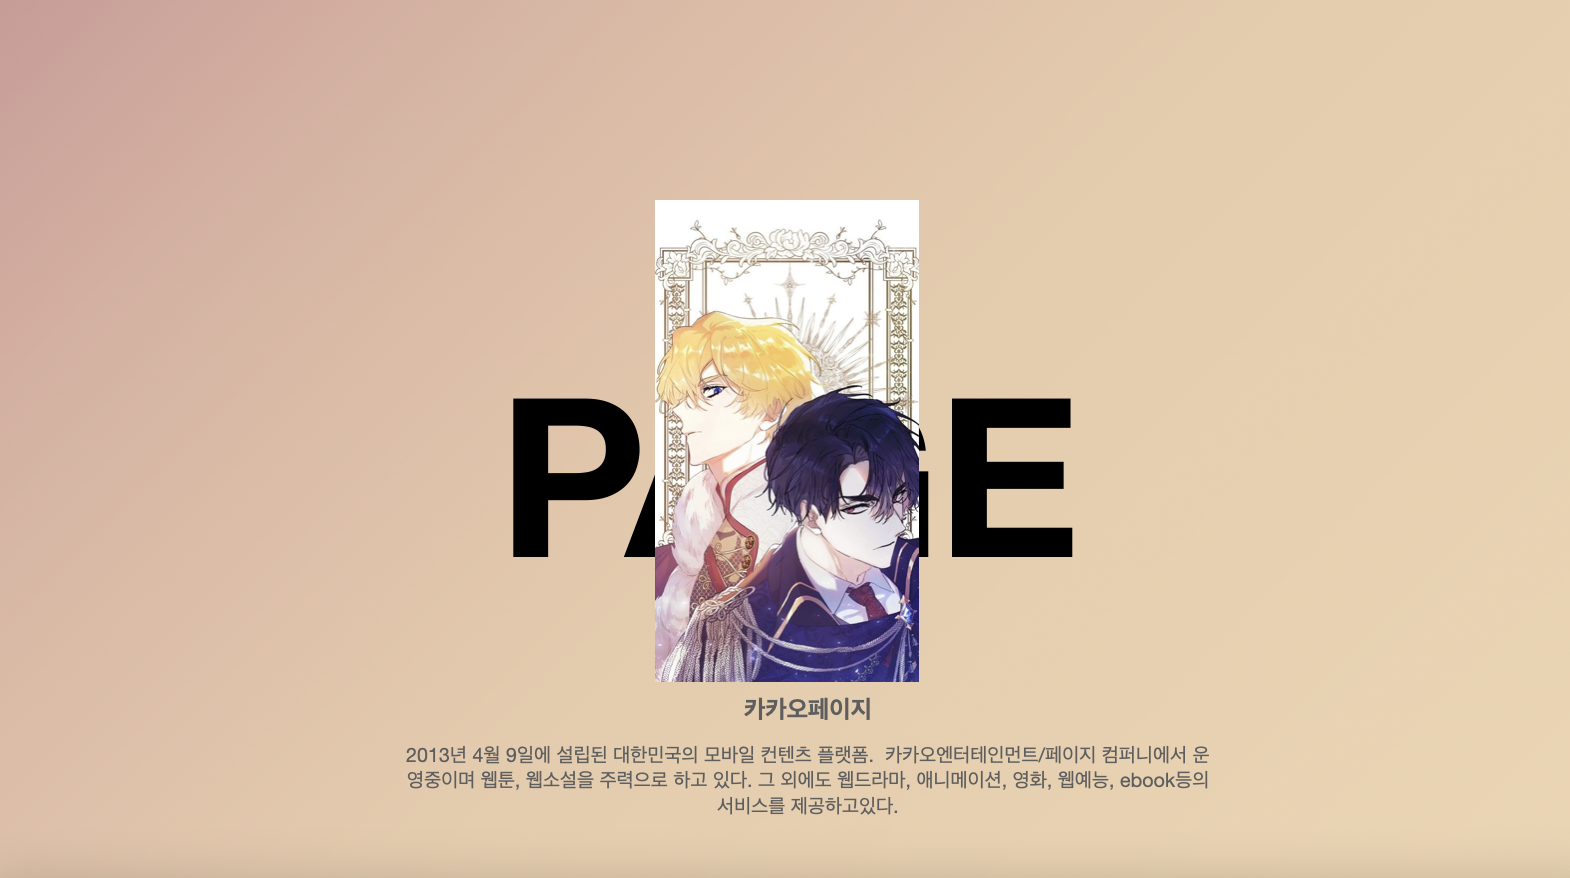 PAGE
카카오페이지
2013년 4월 9일에 설립된 대한민국의 모바일 컨텐츠 플랫폼.  카카오엔터테인먼트/페이지 컴퍼니에서 운
영중이며 웹툰, 웹소설을 주력으로 하고 있다. 그 외에도 웹드라마, 애니메이션, 영화, 웹예능, ebook등의
서비스를 제공하고있다.